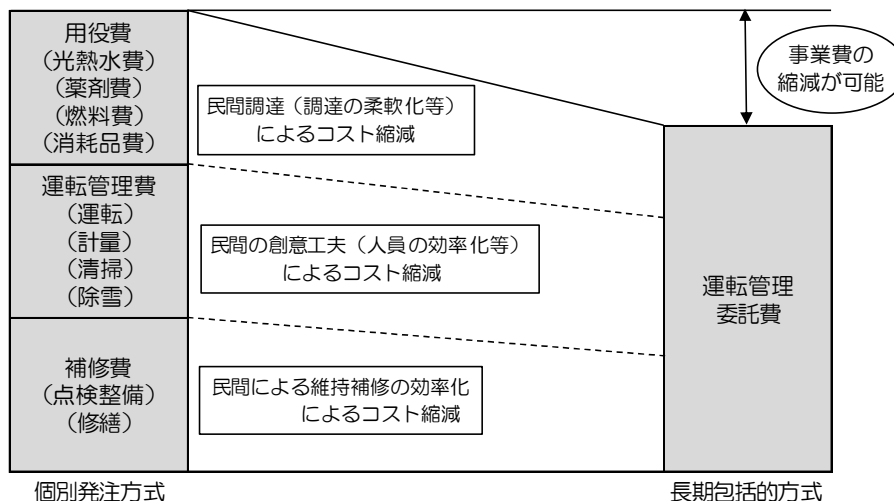 用役費
（光熱水費）
（薬剤費）
（燃料費）
（消耗品費）
運転管理費
（運転）
（計量）
（清掃）
（除雪）
補修費
（点検整備）
（修繕）
個別発注方式
民間調達（調達の柔軟化等）
によるコスト縮減
民間の創意工夫（人員の効率化等）
によるコスト縮減
民間による維持補修の効率化
によるコスト縮減
事業費の
縮減が可能
運転管理
委託費
長期包括的方式